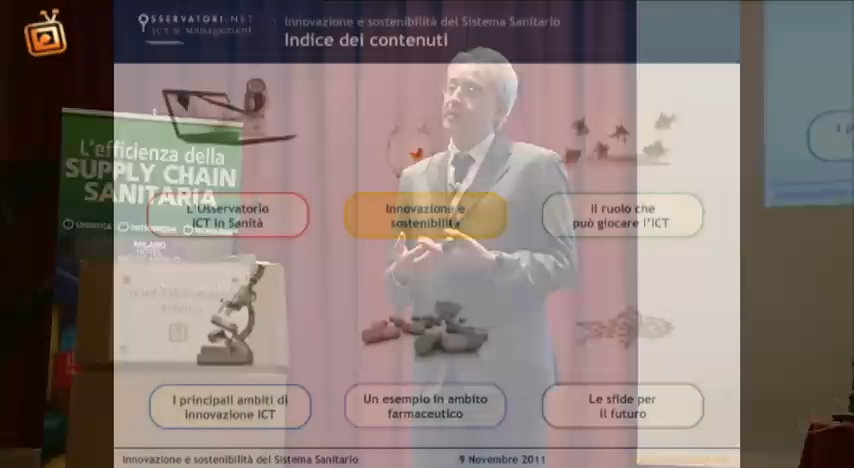 OSSERVATORI.NET
ICT & Management
Innovazione e sostenibilità del Sistema Sanitario
Indice dei contenuti
L'efficienza della
SUPPLY CHAIN
SANITARIA
L'Osservatorio
ICT in Sanità
Innovazione e
sostenibilità
Il ruolo che
può giocare l'ICT
LOGISTICA
MILANO
I principali ambiti di
innovazione ICT
Un esempio in ambito
farmaceutico
Le sfide per
il futuro
Innovazione e sostenibilità del Sistema Sanitario
9 Novembre 2011